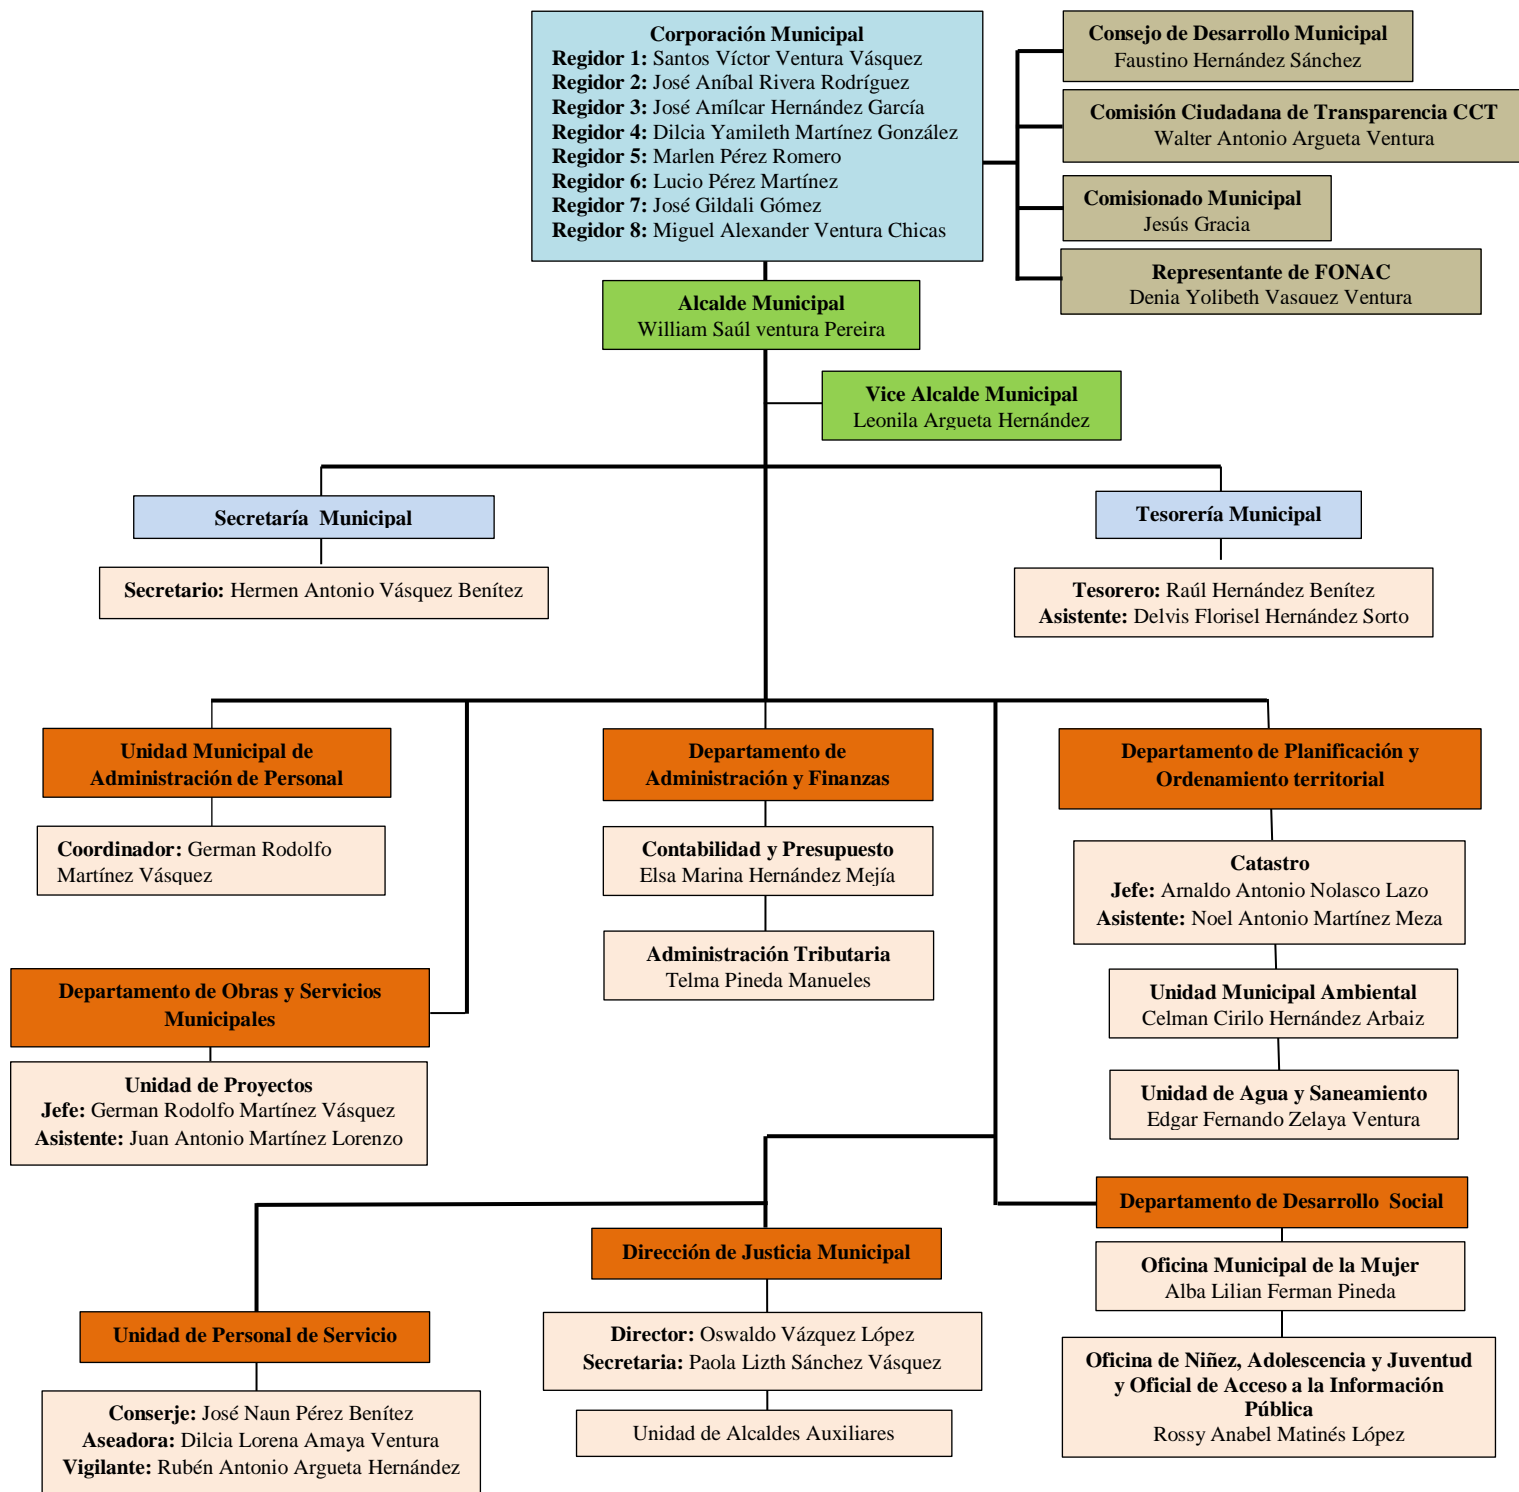 Corporación Municipal
Regidor 1: Santos Víctor Ventura Vásquez
Regidor 2: José Aníbal Rivera Rodríguez
Regidor 3: José Amílcar Hernández García
Regidor 4: Dilcia Yamileth Martínez González
Regidor 5: Marlen Pérez Romero
Regidor 6: Lucio Pérez Martínez
Regidor 7: José Gildali Gómez
Regidor 8: Miguel Alexander Ventura Chicas
Consejo de Desarrollo Municipal
Faustino Hernández Sánchez
Comisión Ciudadana de Transparencia CCT
Walter Antonio Argueta Ventura
Comisionado Municipal
Jesús Gracia
Representante de FONAC
Denia Yolibeth Vasquez Ventura
Alcalde Municipal
William Saúl ventura Pereira
Vice Alcalde Municipal
Leonila Argueta Hernández
Secretaría Municipal
Secretario: Hermen Antonio Vásquez Benítez
Tesorería Municipal
Tesorero: Raúl Hernández Benítez
Asistente: Delvis Florisel Hernández Sorto
Unidad Municipal de
Administración de Personal
Coordinador: German Rodolfo
Martínez Vásquez
Departamento de
Administración y Finanzas
Contabilidad y Presupuesto
Elsa Marina Hernández Mejía
Administración Tributaria
Telma Pineda Manueles
Departamento de Planificación y
Ordenamiento territorial
Catastro
Jefe: Arnaldo Antonio Nolasco Lazo
Asistente: Noel Antonio Martínez Meza
Unidad Municipal Ambiental
Celman Cirilo Hernández Arbaiz
Unidad de Agua y Saneamiento
Edgar Fernando Zelaya Ventura
Departamento de Obras y Servicios
Municipales
Unidad de Proyectos
Jefe: German Rodolfo Martínez Vásquez
Asistente: Juan Antonio Martínez Lorenzo
Departamento de Desarrollo Social
Oficina Municipal de la Mujer
Alba Lilian Ferman Pineda
Oficina de Niñez, Adolescencia y Juventud
y Oficial de Acceso a la Información
Pública
Rossy Anabel Matinés López
Dirección de Justicia Municipal
Director: Oswaldo Vázquez López
Secretaria: Paola Lizth Sánchez Vásquez
Unidad de Alcaldes Auxiliares
Unidad de Personal de Servicio
Conserje: José Naun Pérez Benítez
Aseadora: Dilcia Lorena Amaya Ventura
Vigilante: Rubén Antonio Argueta Hernández